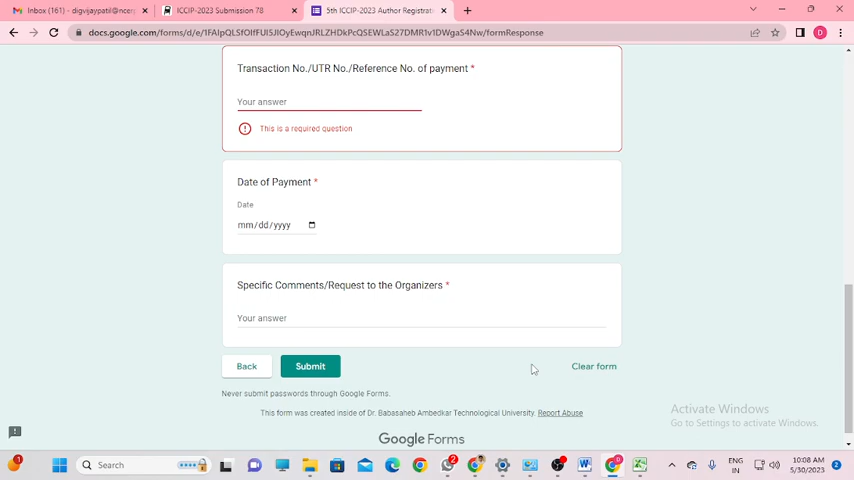 Inbox (161) - digvijaypatil@ncer
ICCIP-2023 Submission 78
5th ICCIP-2023 Author Registrati
docs.google.com/forms/d/e/1FAIpQLSfOlfFUI5JIOyEwqnJRLZHDkPcQSEWLaS27DMR1v1DWgaS4Nw/formResponse
D
Transaction No./UTR No./Reference No. of payment *
Your answer
This is a required question
Date of Payment *
Date
mm/dd/yyyy
Specific Comments/Request to the Organizers *
Your answer
Back
Submit
Clear form
Never submit passwords through Google Forms.
This form was created inside of Dr. Babasaheb Ambedkar Technological University. Report Abuse
Google Forms
Activate Windows
Go to Settings to activate Windows.
1
Search
2
ENG
IN
10:08 AM
5/30/2023
2